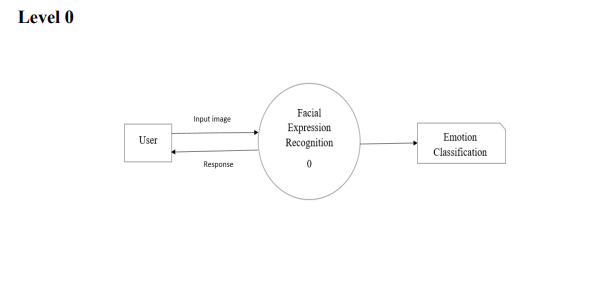 Level 0
Input image
User
Response
Facial
Expression
Recognition
0
Emotion
Classification